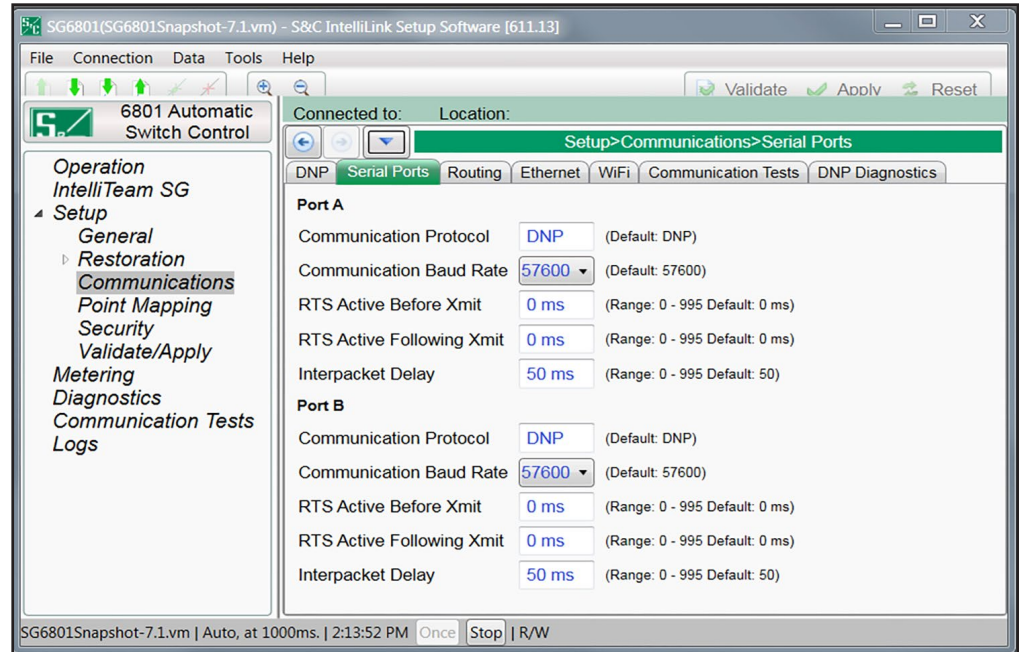 SG6801(SG6801Snapshot-7.1.vm) - S&C IntelliLink Setup Software [611.13]
File Connection Data Tools Help
Validate Apply Reset
6801 Automatic
Switch Control
Connected to: Location:
Setup>Communications>Serial Ports
DNP Serial Ports Routing Ethernet WiFi Communication Tests DNP Diagnostics
Operation
IntelliTeam SG
Setup
General
Restoration
Communications
Point Mapping
Security
Validate/Apply
Metering
Diagnostics
Communication Tests
Logs
Port A
Communication Protocol DNP (Default: DNP)
Communication Baud Rate 57600 (Default: 57600)
RTS Active Before Xmit 0 ms (Range: 0 - 995 Default: 0 ms)
RTS Active Following Xmit 0 ms (Range: 0 - 995 Default: 0 ms)
Interpacket Delay 50 ms (Range: 0 - 995 Default: 50)
Port B
Communication Protocol DNP (Default: DNP)
Communication Baud Rate 57600 (Default: 57600)
RTS Active Before Xmit 0 ms (Range: 0 - 995 Default: 0 ms)
RTS Active Following Xmit 0 ms (Range: 0 - 995 Default: 0 ms)
Interpacket Delay 50 ms (Range: 0 - 995 Default: 50)
SG6801Snapshot-7.1.vm | Auto, at 1000ms. | 2:13:52 PM Once Stop | R/W